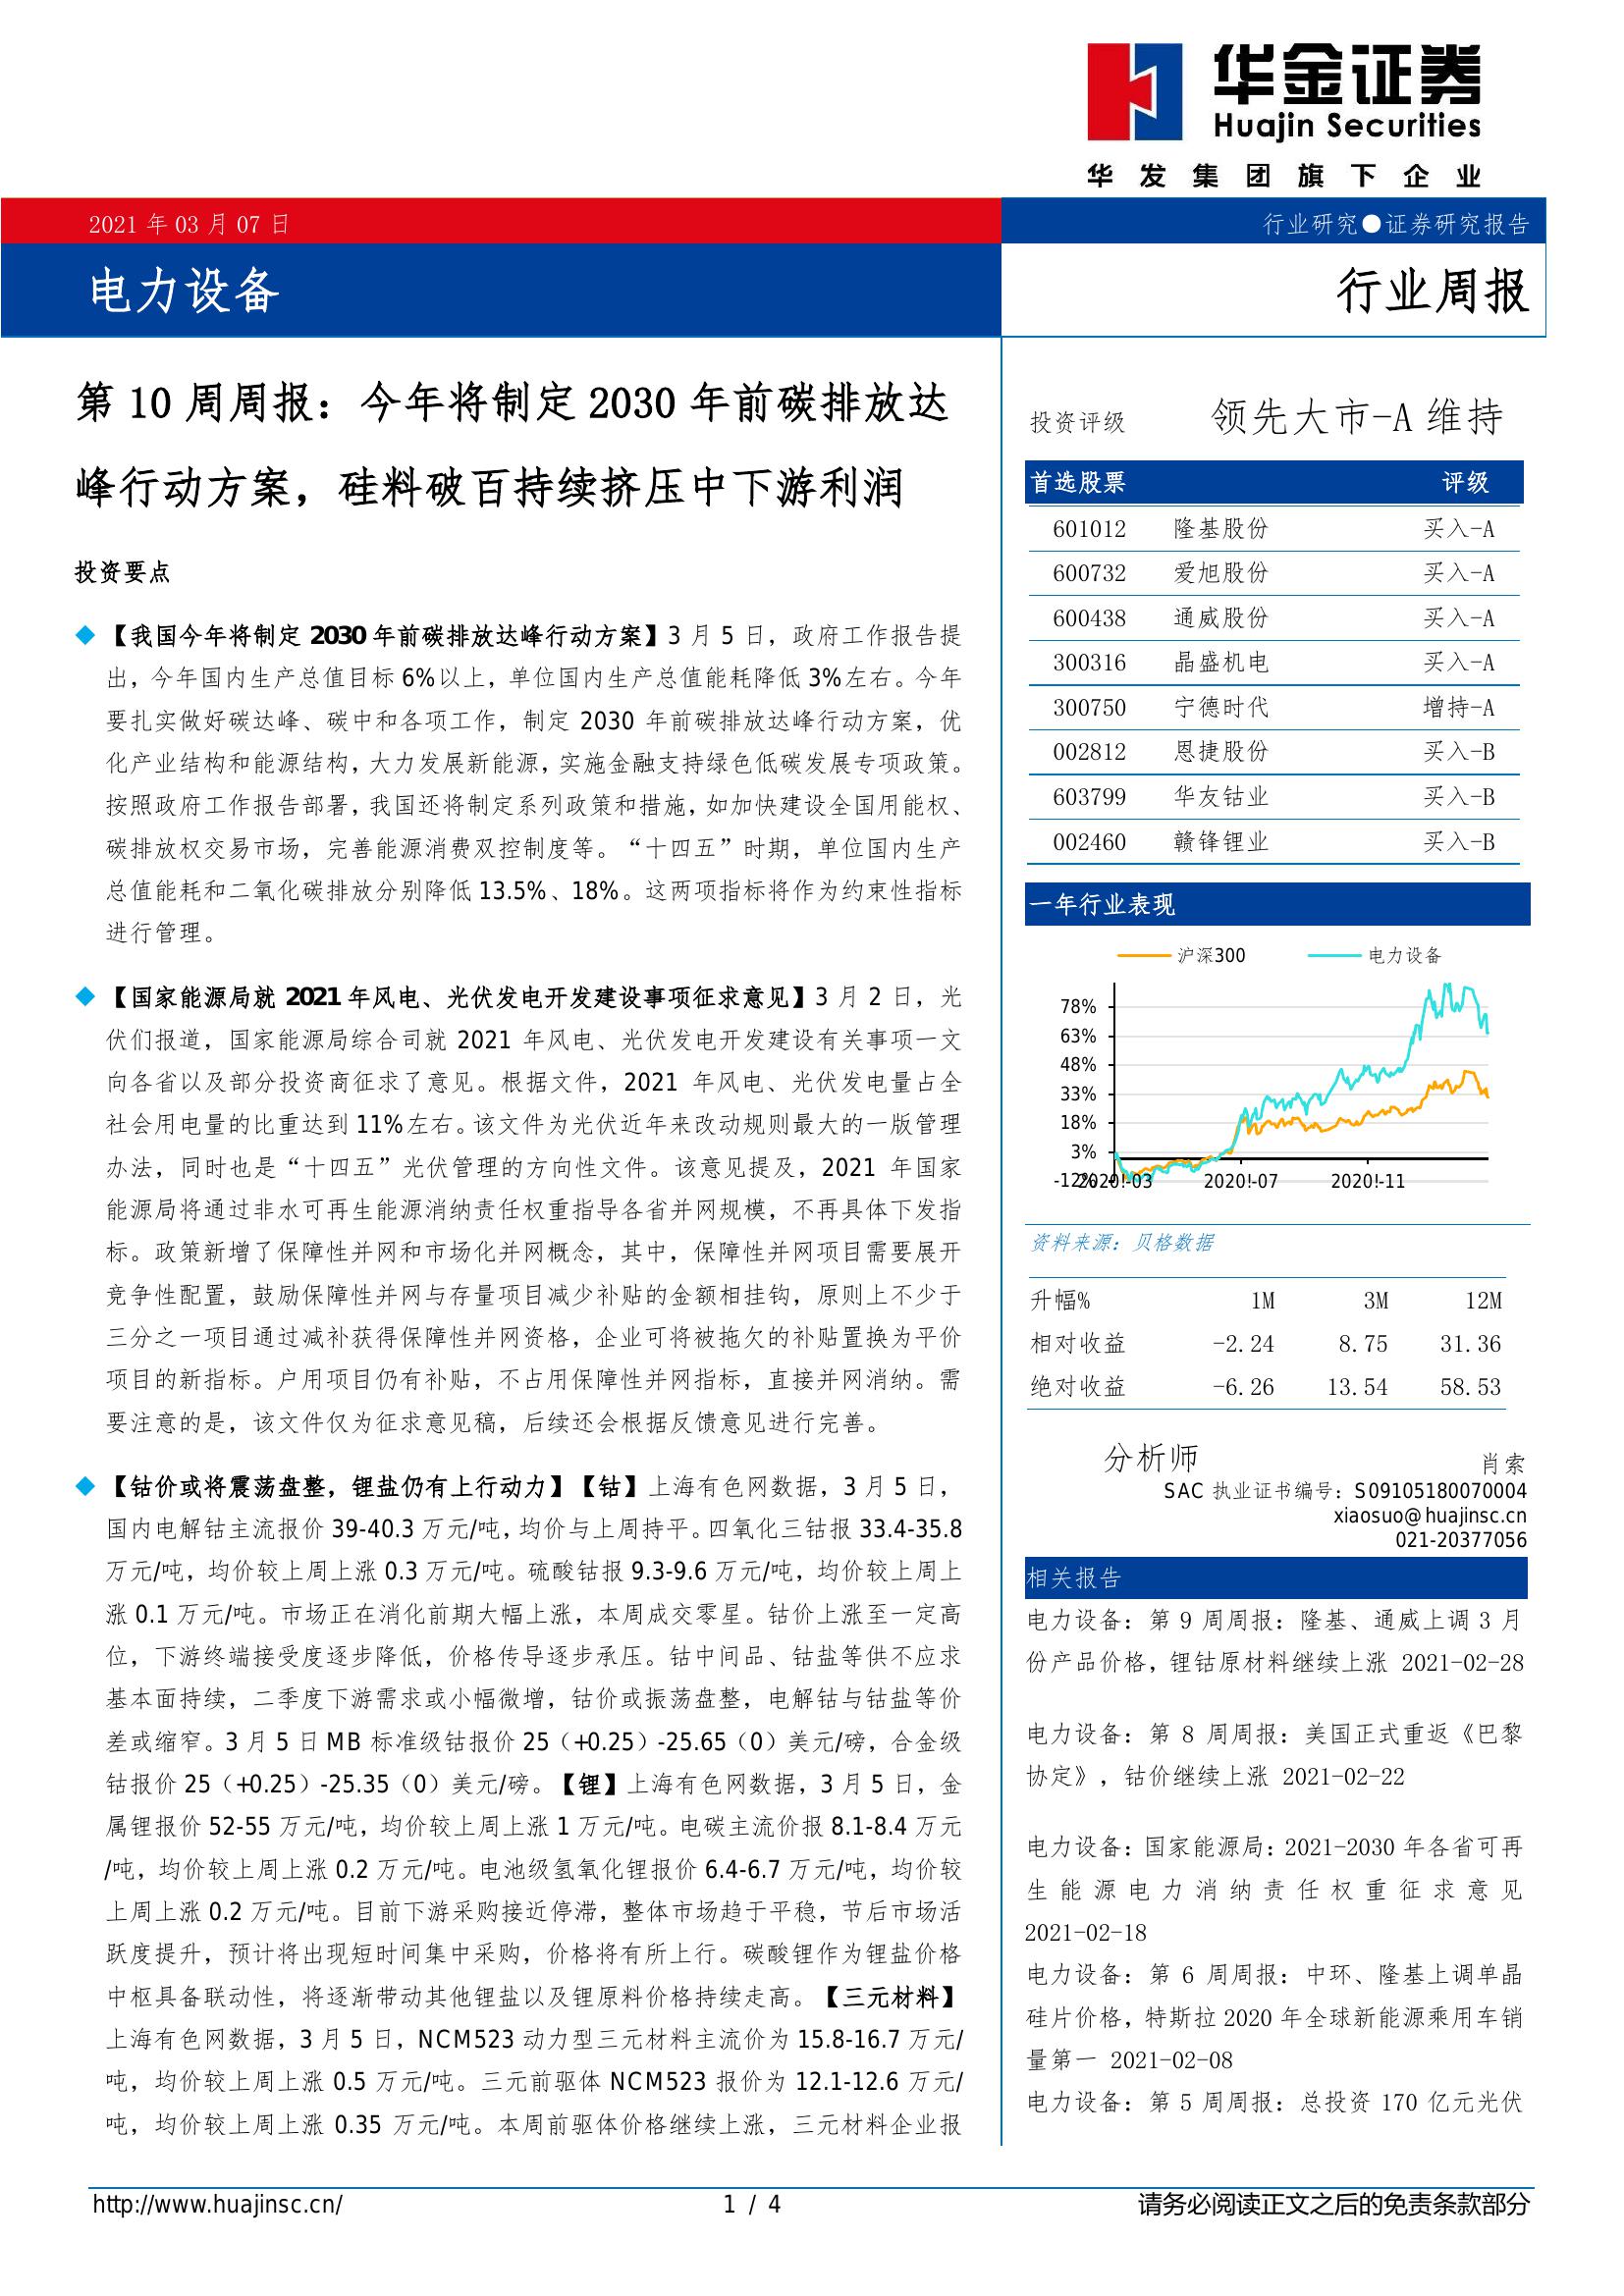 华金证券
Huajin Securities
华发集团旗下企业
2021 年 03 月 07 日
行业研究●证券研究报告
电力设备
行业周报
第 10 周周报：今年将制定 2030 年前碳排放达
峰行动方案，硅料破百持续挤压中下游利润
投资要点
◆ 【我国今年将制定 2030 年前碳排放达峰行动方案】3 月 5 日，政府工作报告提
出，今年国内生产总值目标 6%以上，单位国内生产总值能耗降低 3%左右。今年
要扎实做好碳达峰、碳中和各项工作，制定 2030 年前碳排放达峰行动方案，优
化产业结构和能源结构，大力发展新能源，实施金融支持绿色低碳发展专项政策。
按照政府工作报告部署，我国还将制定系列政策和措施，如加快建设全国用能权、
碳排放权交易市场，完善能源消费双控制度等。“十四五”时期，单位国内生产
总值能耗和二氧化碳排放分别降低 13.5%、18%。这两项指标将作为约束性指标
进行管理。
◆ 【国家能源局就 2021 年风电、光伏发电开发建设事项征求意见】3 月 2 日，光
伏们报道，国家能源局综合司就 2021 年风电、光伏发电开发建设有关事项一文
向各省以及部分投资商征求了意见。根据文件，2021 年风电、光伏发电量占全
社会用电量的比重达到 11%左右。该文件为光伏近年来改动规则最大的一版管理
办法，同时也是“十四五”光伏管理的方向性文件。该意见提及，2021 年国家
能源局将通过非水可再生能源消纳责任权重指导各省并网规模，不再具体下发指
标。政策新增了保障性并网和市场化并网概念，其中，保障性并网项目需要展开
竞争性配置，鼓励保障性并网与存量项目减少补贴的金额相挂钩，原则上不少于
三分之一项目通过减补获得保障性并网资格，企业可将被拖欠的补贴置换为平价
项目的新指标。户用项目仍有补贴，不占用保障性并网指标，直接并网消纳。需
要注意的是，该文件仅为征求意见稿，后续还会根据反馈意见进行完善。
◆ 【钴价或将震荡盘整，锂盐仍有上行动力】【钴】上海有色网数据，3 月 5 日，
国内电解钴主流报价 39-40.3 万元/吨，均价与上周持平。四氧化三钴报 33.4-35.8
万元/吨，均价较上周上涨 0.3 万元/吨。硫酸钴报 9.3-9.6 万元/吨，均价较上周上
涨 0.1 万元/吨。市场正在消化前期大幅上涨，本周成交零星。钴价上涨至一定高
位，下游终端接受度逐步降低，价格传导逐步承压。钴中间品、钴盐等供不应求
基本面持续，二季度下游需求或小幅微增，钴价或振荡盘整，电解钴与钴盐等价
差或缩窄。3 月 5 日 MB 标准级钴报价 25（+0.25）-25.65（0）美元/磅，合金级
钴报价 25（+0.25）-25.35（0）美元/磅。【锂】上海有色网数据，3 月 5 日，金
属锂报价 52-55 万元/吨，均价较上周上涨 1 万元/吨。电碳主流价报 8.1-8.4 万元
/吨，均价较上周上涨 0.2 万元/吨。电池级氢氧化锂报价 6.4-6.7 万元/吨，均价较
上周上涨 0.2 万元/吨。目前下游采购接近停滞，整体市场趋于平稳，节后市场活
跃度提升，预计将出现短时间集中采购，价格将有所上行。碳酸锂作为锂盐价格
中枢具备联动性，将逐渐带动其他锂盐以及锂原料价格持续走高。【三元材料】
上海有色网数据，3 月 5 日，NCM523 动力型三元材料主流价为 15.8-16.7 万元/
吨，均价较上周上涨 0.5 万元/吨。三元前驱体 NCM523 报价为 12.1-12.6 万元/
吨，均价较上周上涨 0.35 万元/吨。本周前驱体价格继续上涨，三元材料企业报
投资评级 领先大市-A 维持
首选股票 评级
601012 隆基股份 买入-A
600732 爱旭股份 买入-A
600438 通威股份 买入-A
300316 晶盛机电 买入-A
300750 宁德时代 增持-A
002812 恩捷股份 买入-B
603799 华友钴业 买入-B
002460 赣锋锂业 买入-B
一年行业表现
沪深300 电力设备
78%
63%
48%
33%
18%
3%
-12%
2020!-03 2020!-07 2020!-11
资料来源：贝格数据
升幅% 1M 3M 12M
相对收益 -2.24 8.75 31.36
绝对收益 -6.26 13.54 58.53
分析师 肖索
SAC 执业证书编号：S09105180070004
xiaosuo@huajinsc.cn
021-20377056
相关报告
电力设备：第 9 周周报：隆基、通威上调 3 月
份产品价格，锂钴原材料继续上涨 2021-02-28
电力设备：第 8 周周报：美国正式重返《巴黎
协定》，钴价继续上涨 2021-02-22
电力设备：国家能源局：2021-2030 年各省可再
生能源电力消纳责任权重征求意见
2021-02-18
电力设备：第 6 周周报：中环、隆基上调单晶
硅片价格，特斯拉 2020 年全球新能源乘用车销
量第一 2021-02-08
电力设备：第 5 周周报：总投资 170 亿元光伏
http://www.huajinsc.cn/ 1 / 4 请务必阅读正文之后的免责条款部分